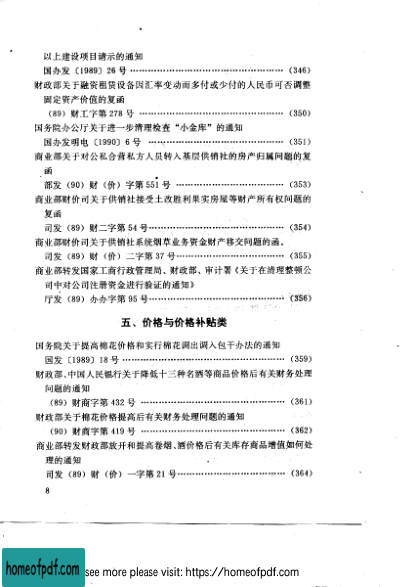 以上建设项目请示的通知
国办发〔1989〕26号 …………………………………………… (346)
财政部关于融资租赁设备因汇率变动而多付或少付的人民币可否调整
固定资产价值的复函
(89) 财工字第 278 号 …………………………………………… (350)
国务院办公厅关于进一步清理检查“小金库”的通知
国办发明电〔1990〕6号 …………………………………………… (351)
商业部关于对公私合营私方人员转入基层供销社的房产归属问题的复
函
部发 (90) 财 (价) 字第 551 号 …………………………………………… (353)
商业部财价司关于供销社接受土改胜利果实房屋等财产所有权问题的
复函
司发 (89) 财二字第 54 号 …………………………………………… (354)
商业部财价司关于供销社系统烟草业务资金财产移交问题的函。
司发 (89) 财 (价) 二字第 37 号 …………………………………………… (355)
商业部转发国家工商行政管理局、财政部、审计署《关于在清理整顿公
司中对公司注册资金进行验证的通知》
厅发 (89) 办办字第 95 号 …………………………………………… (356)
五、价格与价格补贴类
国务院关于提高棉花价格和实行棉花调出调入包干办法的通知
国发〔1989〕18号 …………………………………………… (359)
财政部、中国人民银行关于降低十三种名酒等商品价格后有关财务处理
问题的通知
(89) 财商字第 432 号 …………………………………………… (361)
财政部关于棉花价格提高后有关财务处理问题的通知
(90) 财商字第 419 号 …………………………………………… (362)
商业部转发财政部放开和提高卷烟、酒价格后有关库存商品增值如何处
理的通知
司发 (89) 财 (价) 一字第 21 号 …………………………………………… (364)
8
homeofpdf.com
see more please visit: https://homeofpdf.com